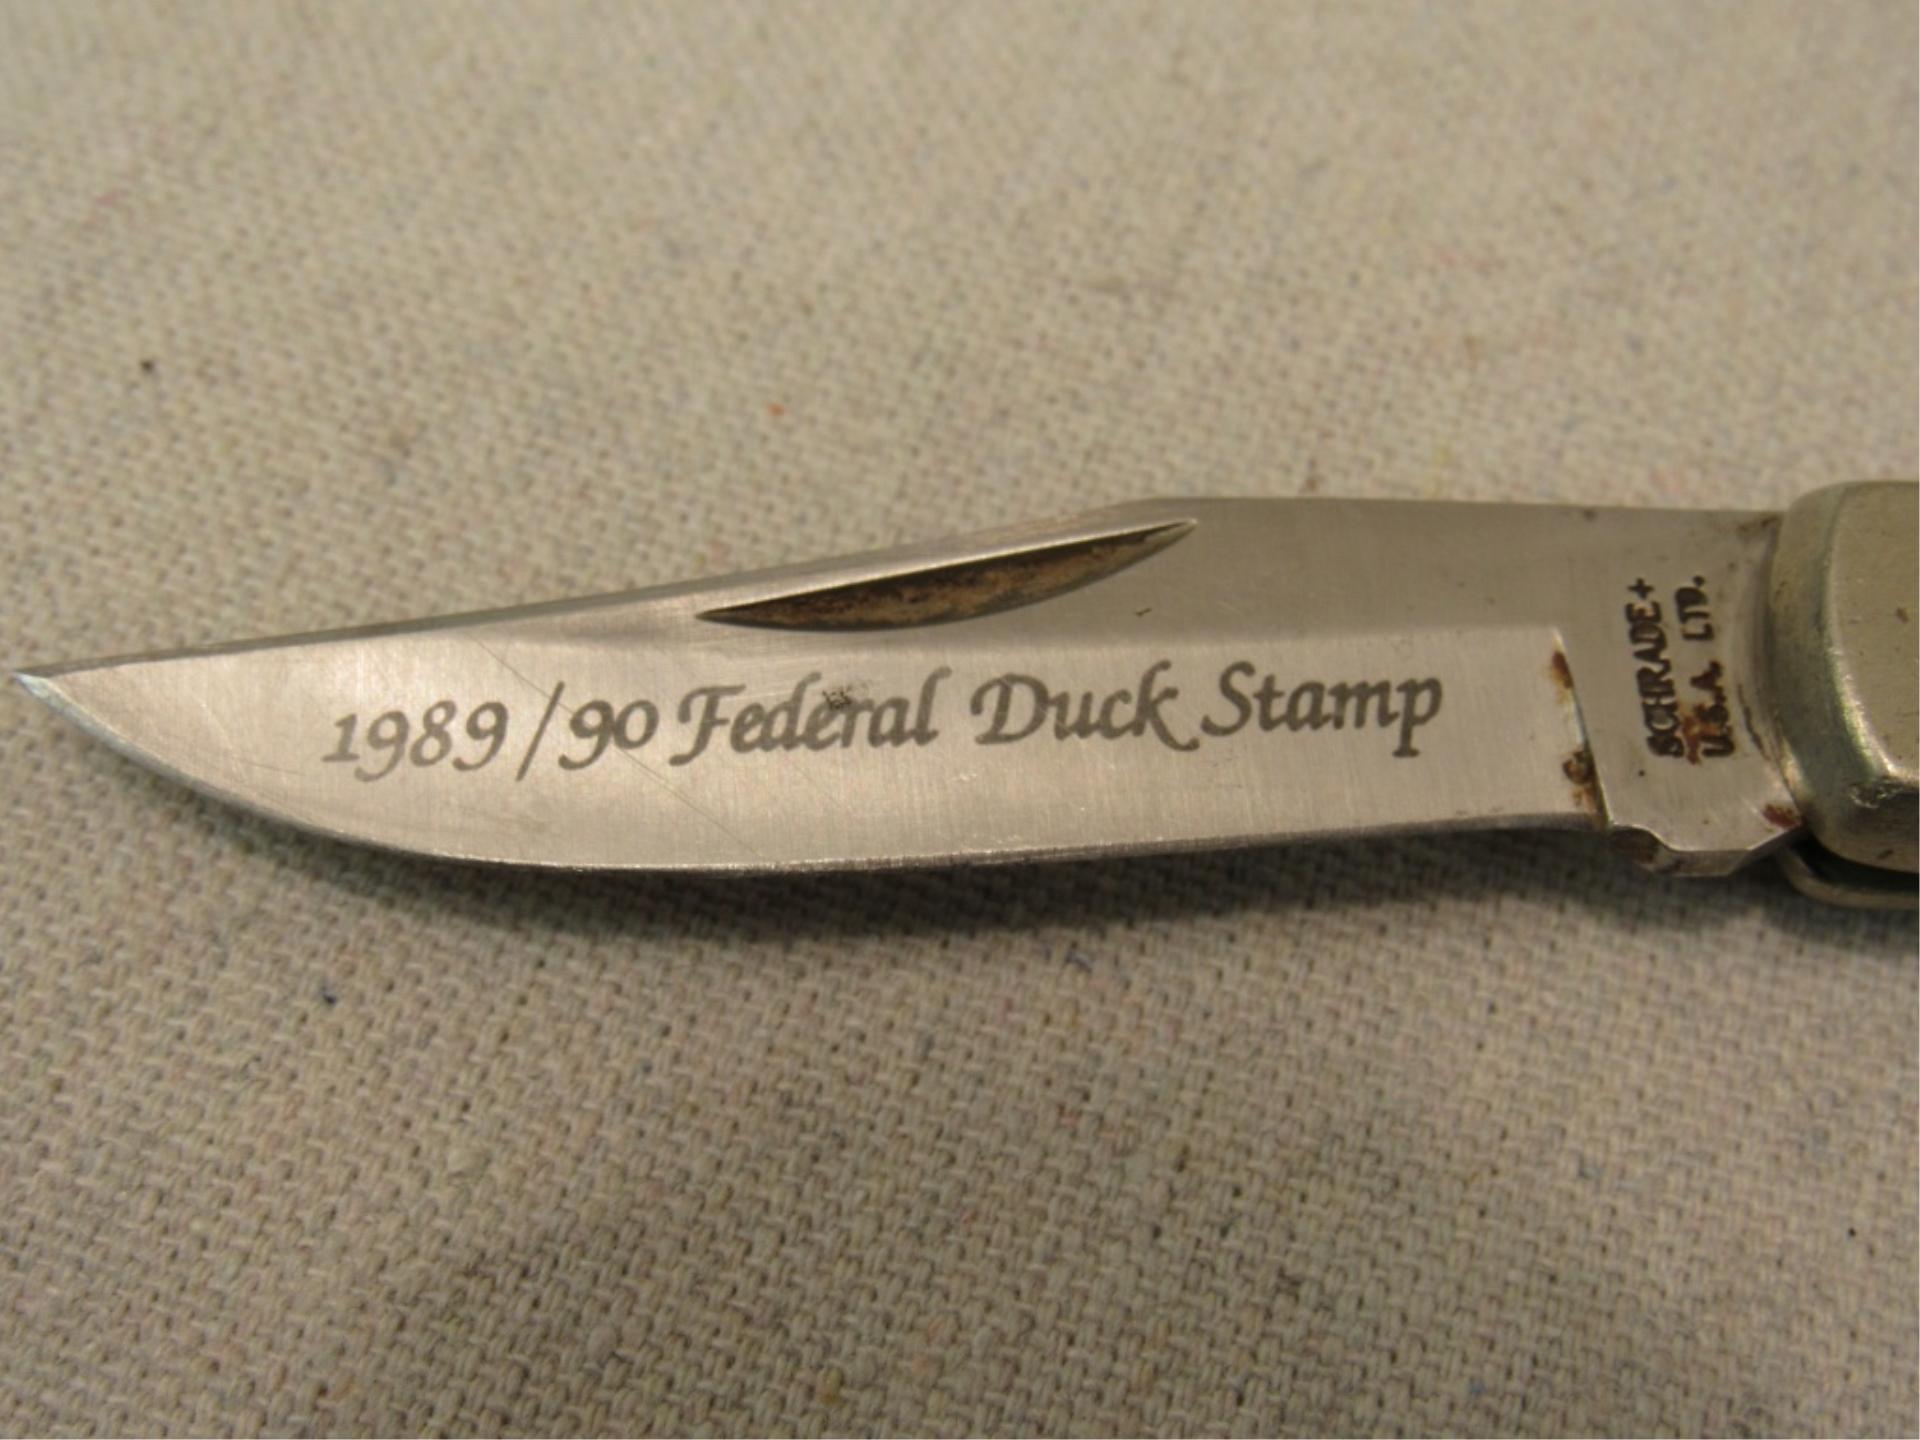 1989/90 Federal Duck Stamp
SCHRADE+
U.S.A. LTD.